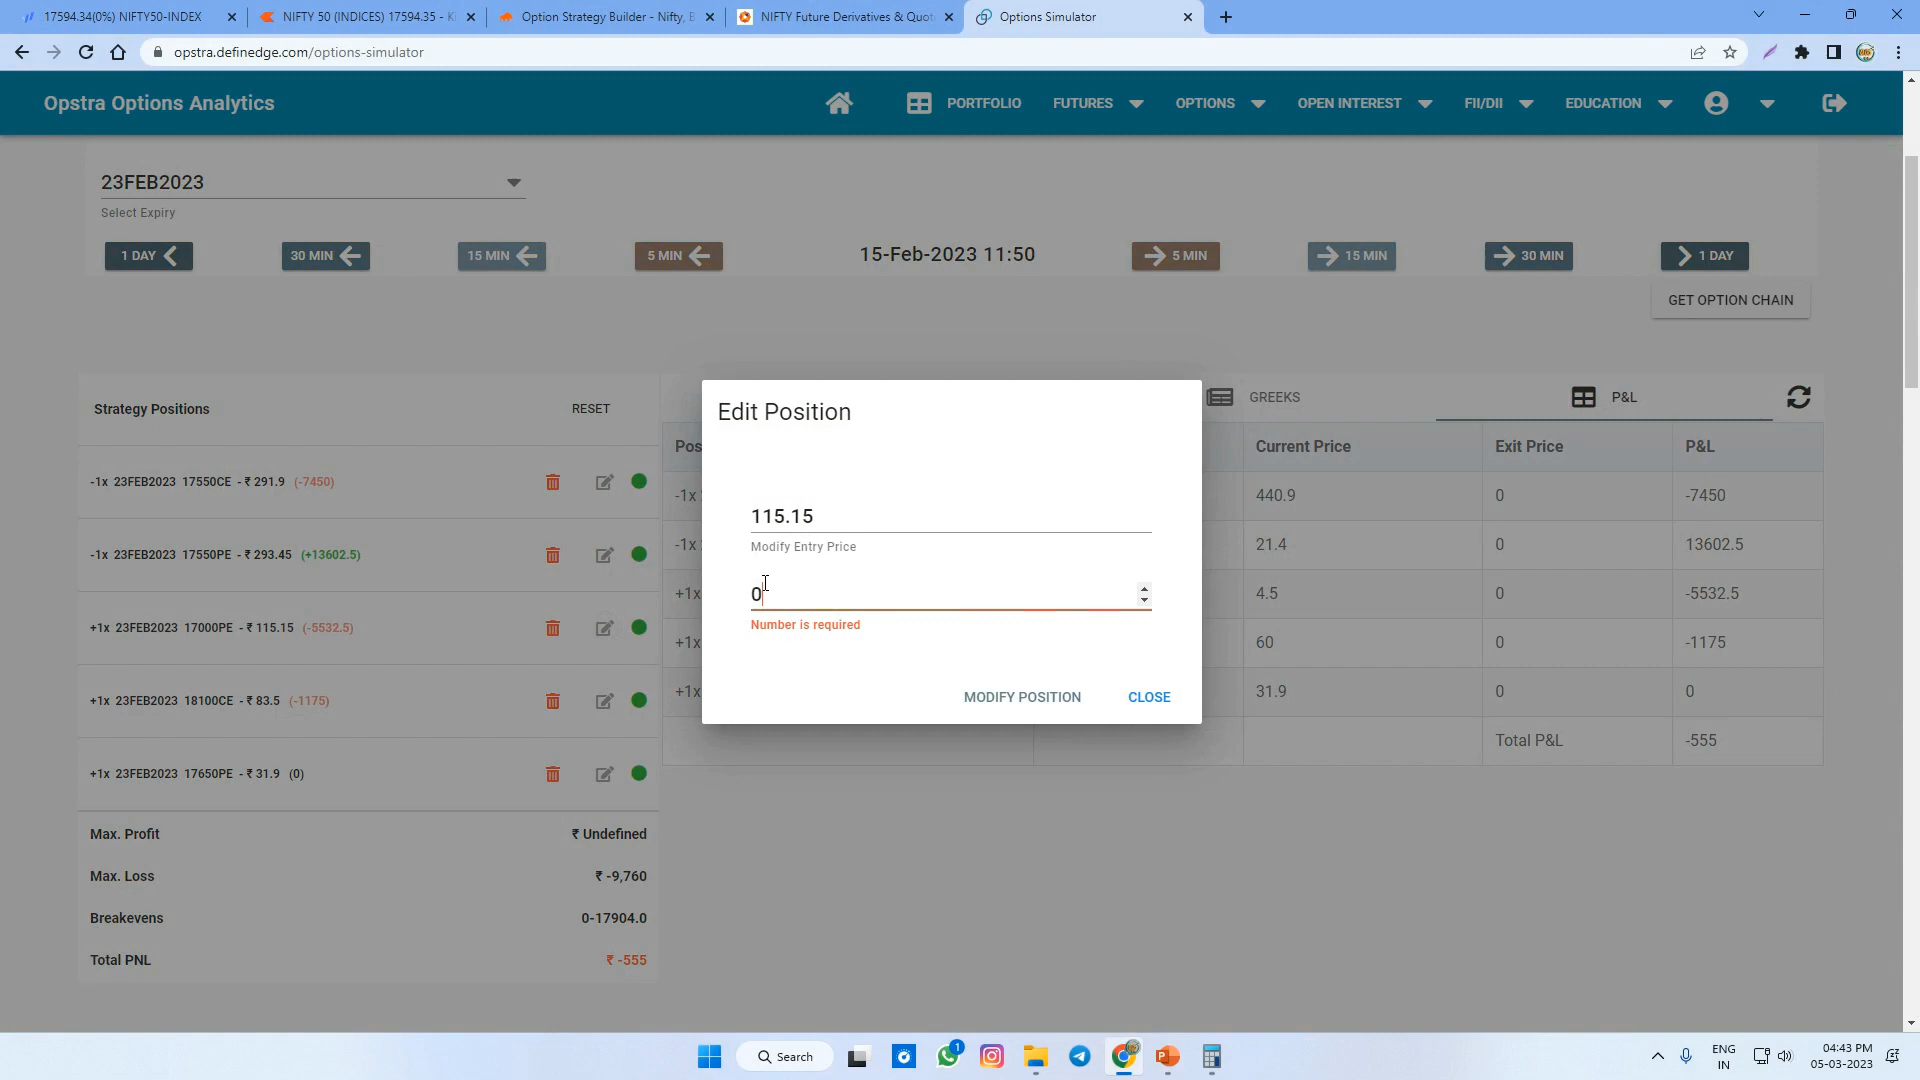 17594.34(0%) NIFTY50-INDEX
NIFTY 50 (INDICES) 17594.35 - Ki
Option Strategy Builder - Nifty, B
NIFTY Future Derivatives & Quot
Options Simulator
opstra.definedge.com/options-simulator
Opstra Options Analytics
PORTFOLIO
FUTURES
OPTIONS
OPEN INTEREST
FII/DII
EDUCATION
23FEB2023
Select Expiry
1 DAY
30 MIN
15 MIN
5 MIN
15-Feb-2023 11:50
5 MIN
15 MIN
30 MIN
1 DAY
GET OPTION CHAIN
Strategy Positions
RESET
-1x 23FEB2023 17550CE - ₹ 291.9 (-7450)
-1x 23FEB2023 17550PE - ₹ 293.45 (+13602.5)
+1x 23FEB2023 17000PE - ₹ 115.15 (-5532.5)
+1x 23FEB2023 18100CE - ₹ 83.5 (-1175)
+1x 23FEB2023 17650PE - ₹ 31.9 (0)
Max. Profit ₹ Undefined
Max. Loss ₹ -9,760
Breakevens 0-17904.0
Total PNL ₹ -555
GREEKS
P&L
Pos
Current Price Exit Price P&L
-1x 440.9 0 -7450
-1x 21.4 0 13602.5
+1x 4.5 0 -5532.5
+1x 60 0 -1175
+1x 31.9 0 0
Total P&L -555
Edit Position
115.15
Modify Entry Price
0
Number is required
MODIFY POSITION
CLOSE
Search
1
ENG
IN
04:43 PM
05-03-2023